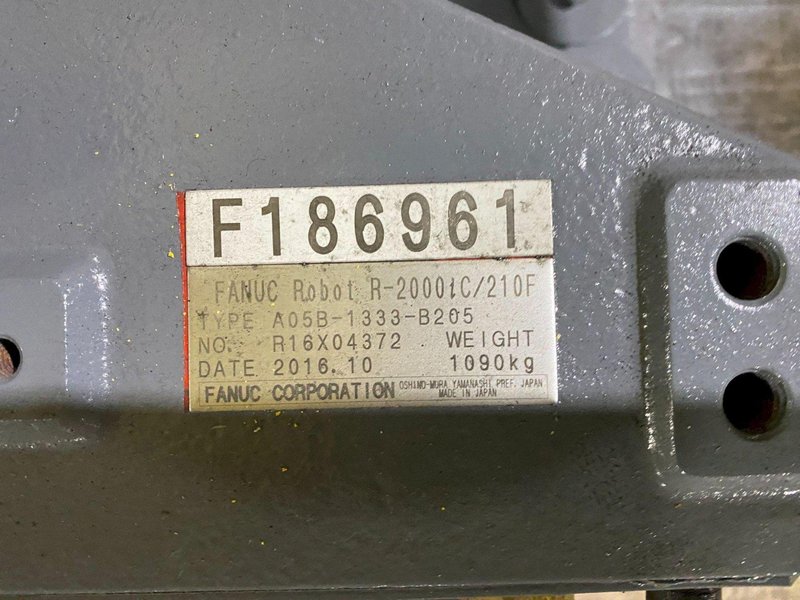 F186961
FANUC Robot R-2000iC/210F
TYPE A05B-1333-B205
NO. R16X04372 WEIGHT
DATE 2016.10 1090kg
FANUC CORPORATION OSHINO-MURA YAMANASHI PREF. JAPAN
MADE IN JAPAN